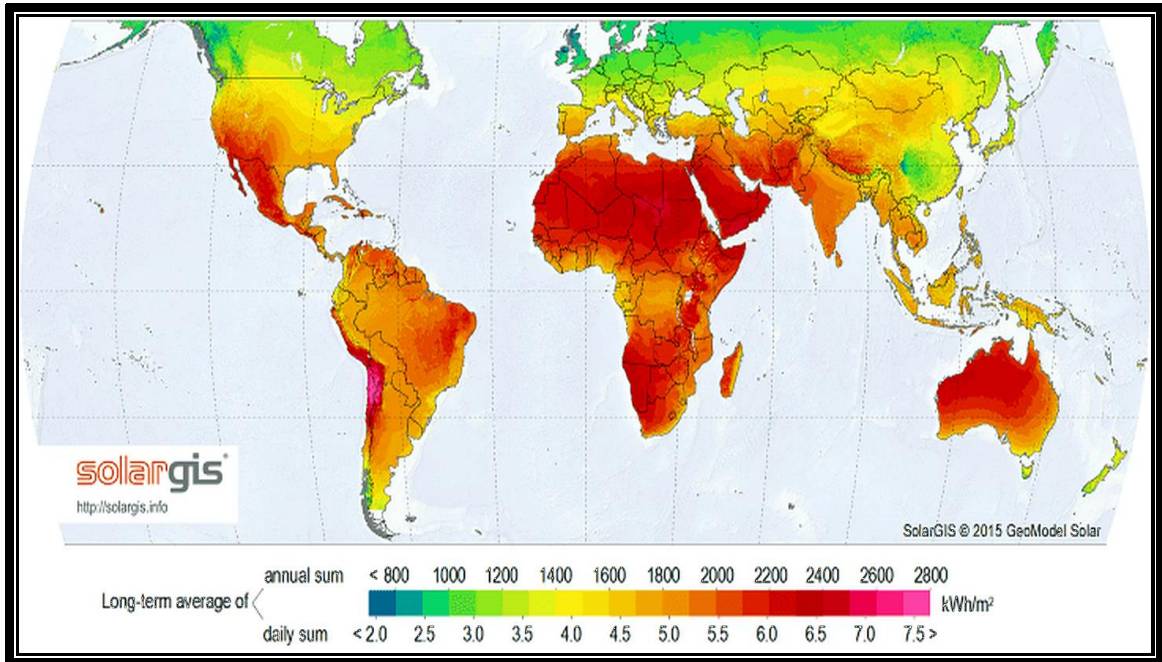 solargis
http://solargis.info
SolarGIS © 2015 GeoModel Solar
annual sum < 800 1000 1200 1400 1600 1800 2000 2200 2400 2600 2800
Long-term average of kWh/m²
daily sum < 2.0 2.5 3.0 3.5 4.0 4.5 5.0 5.5 6.0 6.5 7.0 7.5 >